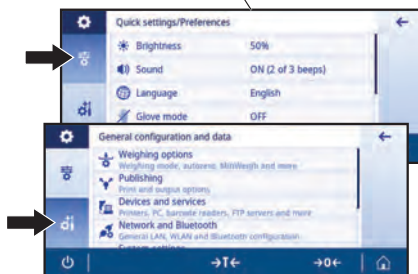 Quick settings/Preferences
Brightness 50%
Sound ON (2 of 3 beeps)
Language English
Glove mode OFF
General configuration and data
Weighing options
Weighing mode, autozero, MinWeigh and more
Publishing
Print and output options
Devices and services
Printers, PC, barcode readers, FTP servers and more
Network and Bluetooth
General LAN, WLAN and Bluetooth configuration
System settings
→T←
→0←